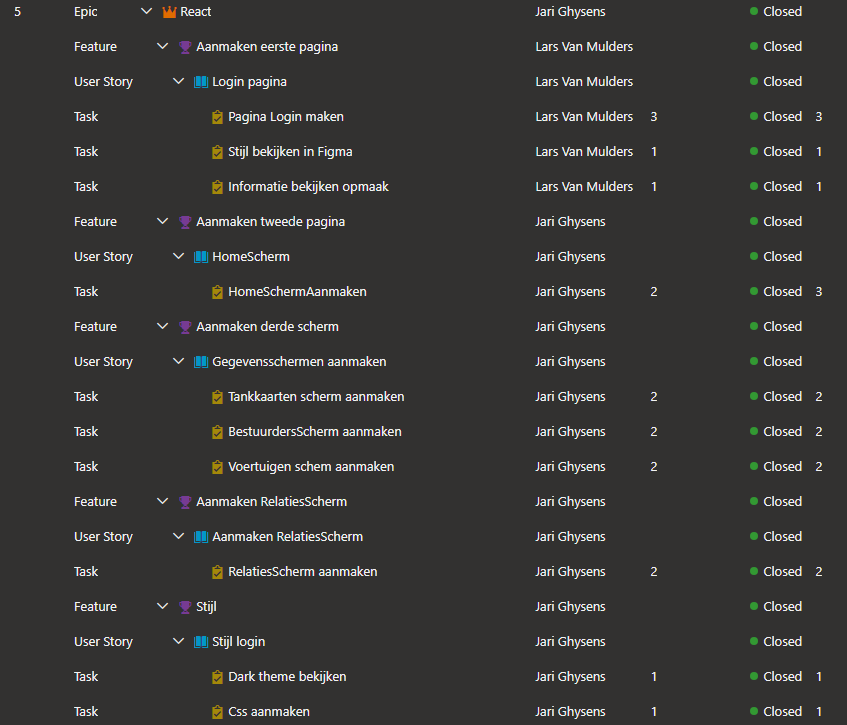 5 Epic React Jari Ghysens Closed
Feature Aanmaken eerste pagina Lars Van Mulders Closed
User Story Login pagina Lars Van Mulders Closed
Task Pagina Login maken Lars Van Mulders 3 Closed 3
Task Stijl bekijken in Figma Lars Van Mulders 1 Closed 1
Task Informatie bekijken opmaak Lars Van Mulders 1 Closed 1
Feature Aanmaken tweede pagina Jari Ghysens Closed
User Story HomeScherm Jari Ghysens Closed
Task HomeSchermAanmaken Jari Ghysens 2 Closed 3
Feature Aanmaken derde scherm Jari Ghysens Closed
User Story Gegevensschermen aanmaken Jari Ghysens Closed
Task Tankkaarten scherm aanmaken Jari Ghysens 2 Closed 2
Task BestuurdersScherm aanmaken Jari Ghysens 2 Closed 2
Task Voertuigen schem aanmaken Jari Ghysens 2 Closed 2
Feature Aanmaken RelatiesScherm Jari Ghysens Closed
User Story Aanmaken RelatiesScherm Jari Ghysens Closed
Task RelatiesScherm aanmaken Jari Ghysens 2 Closed 2
Feature Stijl Jari Ghysens Closed
User Story Stijl login Jari Ghysens Closed
Task Dark theme bekijken Jari Ghysens 1 Closed 1
Task Css aanmaken Jari Ghysens 1 Closed 1